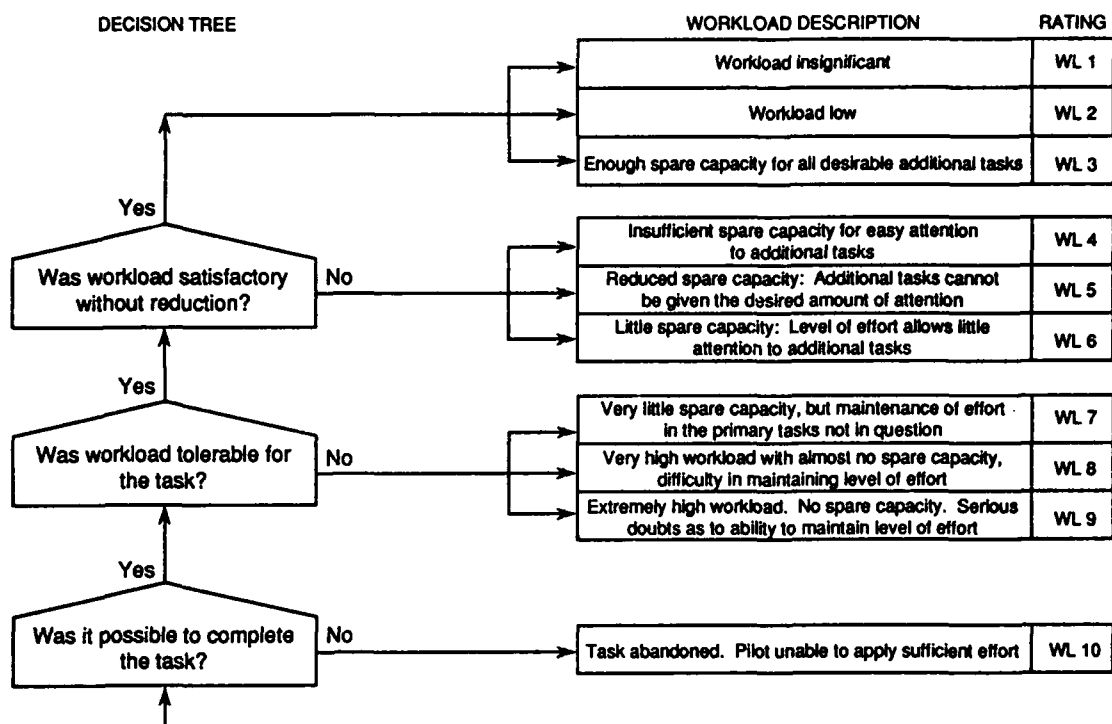 DECISION TREE
WORKLOAD DESCRIPTION
RATING
Workload insignificant
WL 1
Workload low
WL 2
Enough spare capacity for all desirable additional tasks
WL 3
Yes
Was workload satisfactory
without reduction?
No
Insufficient spare capacity for easy attention
to additional tasks
WL 4
Reduced spare capacity: Additional tasks cannot
be given the desired amount of attention
WL 5
Little spare capacity: Level of effort allows little
attention to additional tasks
WL 6
Yes
Was workload tolerable for
the task?
No
Very little spare capacity, but maintenance of effort
in the primary tasks not in question
WL 7
Very high workload with almost no spare capacity,
difficulty in maintaining level of effort
WL 8
Extremely high workload. No spare capacity. Serious
doubts as to ability to maintain level of effort
WL 9
Yes
Was it possible to complete
the task?
No
Task abandoned. Pilot unable to apply sufficient effort
WL 10